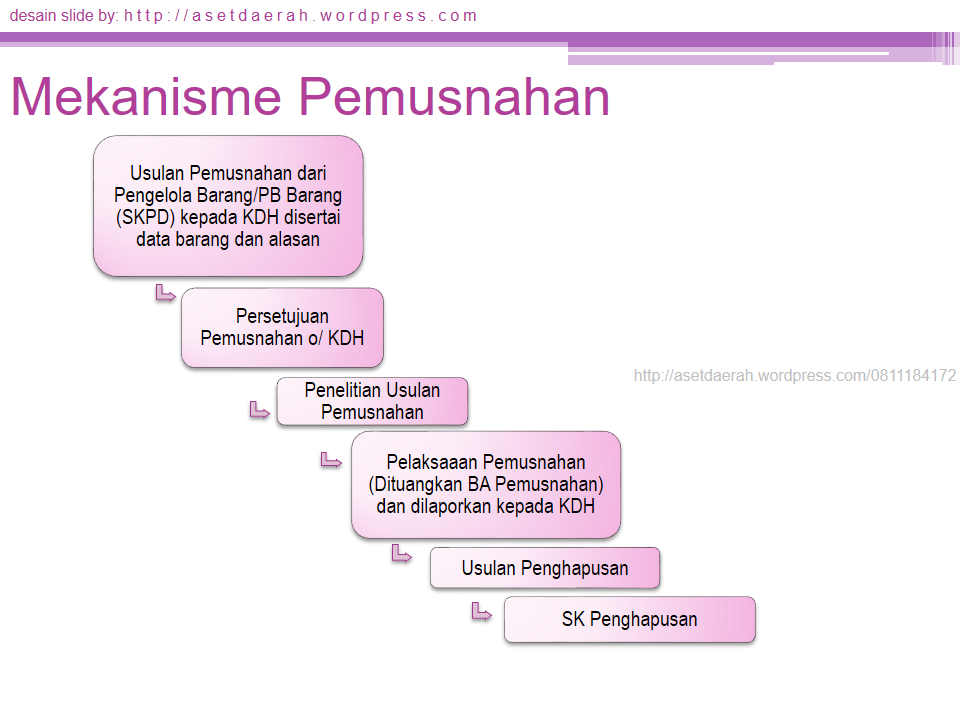 desain slide by: h t t p : / / a s e t d a e r a h . w o r d p r e s s . c o m
Mekanisme Pemusnahan
Usulan Pemusnahan dari
Pengelola Barang/PB Barang
(SKPD) kepada KDH disertai
data barang dan alasan
Persetujuan
Pemusnahan o/ KDH
http://asetdaerah.wordpress.com/0811184172
Penelitian Usulan
Pemusnahan
Pelaksaaan Pemusnahan
(Dituangkan BA Pemusnahan)
dan dilaporkan kepada KDH
Usulan Penghapusan
SK Penghapusan